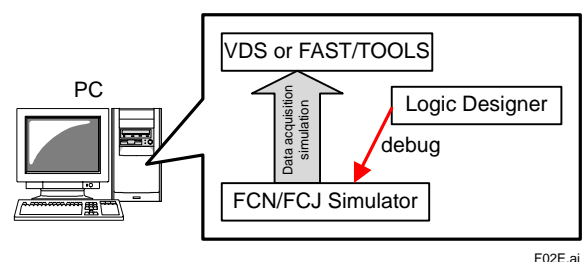 VDS or FAST/TOOLS
PC
Data acquisition
simulation
Logic Designer
debug
FCN/FCJ Simulator
F02E.ai